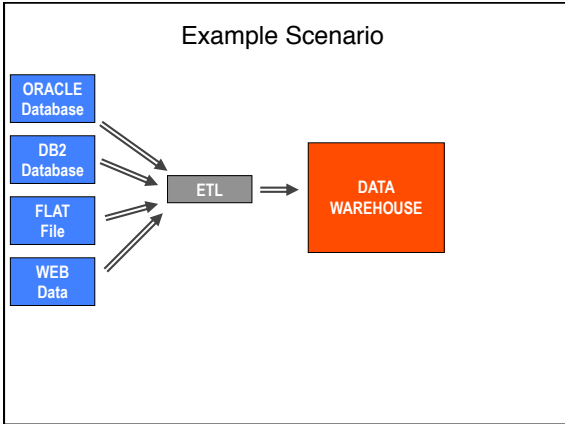 Example Scenario
ORACLE
Database
DB2
Database
FLAT
File
WEB
Data
ETL
DATA
WAREHOUSE